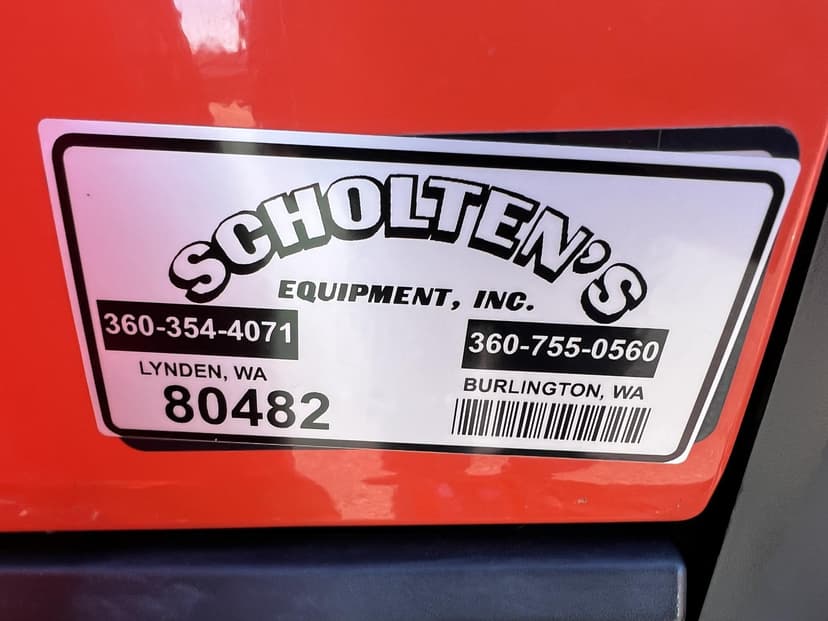 SCHOLTEN'S
EQUIPMENT, INC.
360-354-4071
LYNDEN, WA
80482
360-755-0560
BURLINGTON, WA